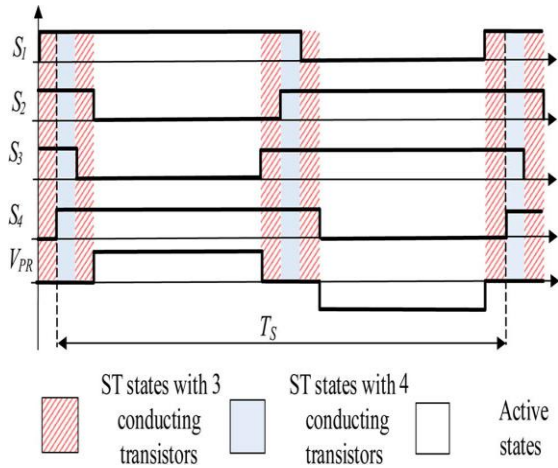 S1
S2
S3
S4
VPR
TS
ST states with 3
conducting
transistors
ST states with 4
conducting
transistors
Active
states